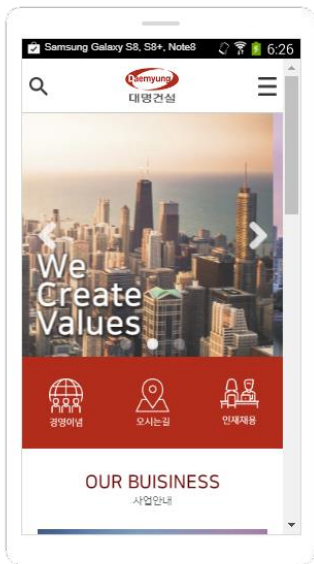 Samsung Galaxy S8, S8+, Note8 6:26
Daemyung
대명건설
We
Create
Values
경영이념 오시는길 인재채용
OUR BUISINESS
사업안내